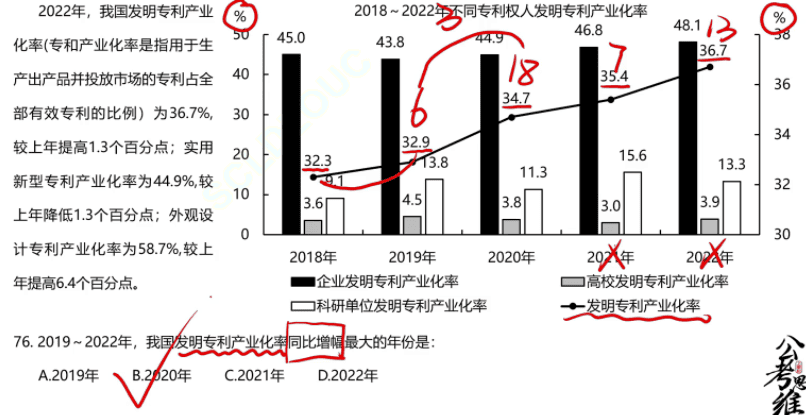 2022年，我国发明专利产业
化率(专和产业化率是指用于生
产出产品并投放市场的专利占全
部有效专利的比例）为36.7%,
较上年提高1.3个百分点；实用
新型专利产业化率为44.9%,较
上年降低1.3个百分点；外观设
计专利产业化率为58.7%,较上
年提高6.4个百分点。
2018～2022年不同专利权人发明专利产业化率
% %
3 13
50 45.0 43.8 44.9 46.8 48.1 38
6 18 7
40 32.3 32.9 34.7 35.4 36.7 36
30 34
20 9.1 13.8 11.3 15.6 13.3
10 3.6 4.5 3.8 3.0 3.9 32
0 30
2018年 2019年 2020年 2021年 2022年
企业发明专利产业化率 高校发明专利产业化率
科研单位发明专利产业化率 发明专利产业化率
76. 2019～2022年，我国发明专利产业化率同比增幅最大的年份是：
A.2019年 B.2020年 C.2021年 D.2022年
公考思维